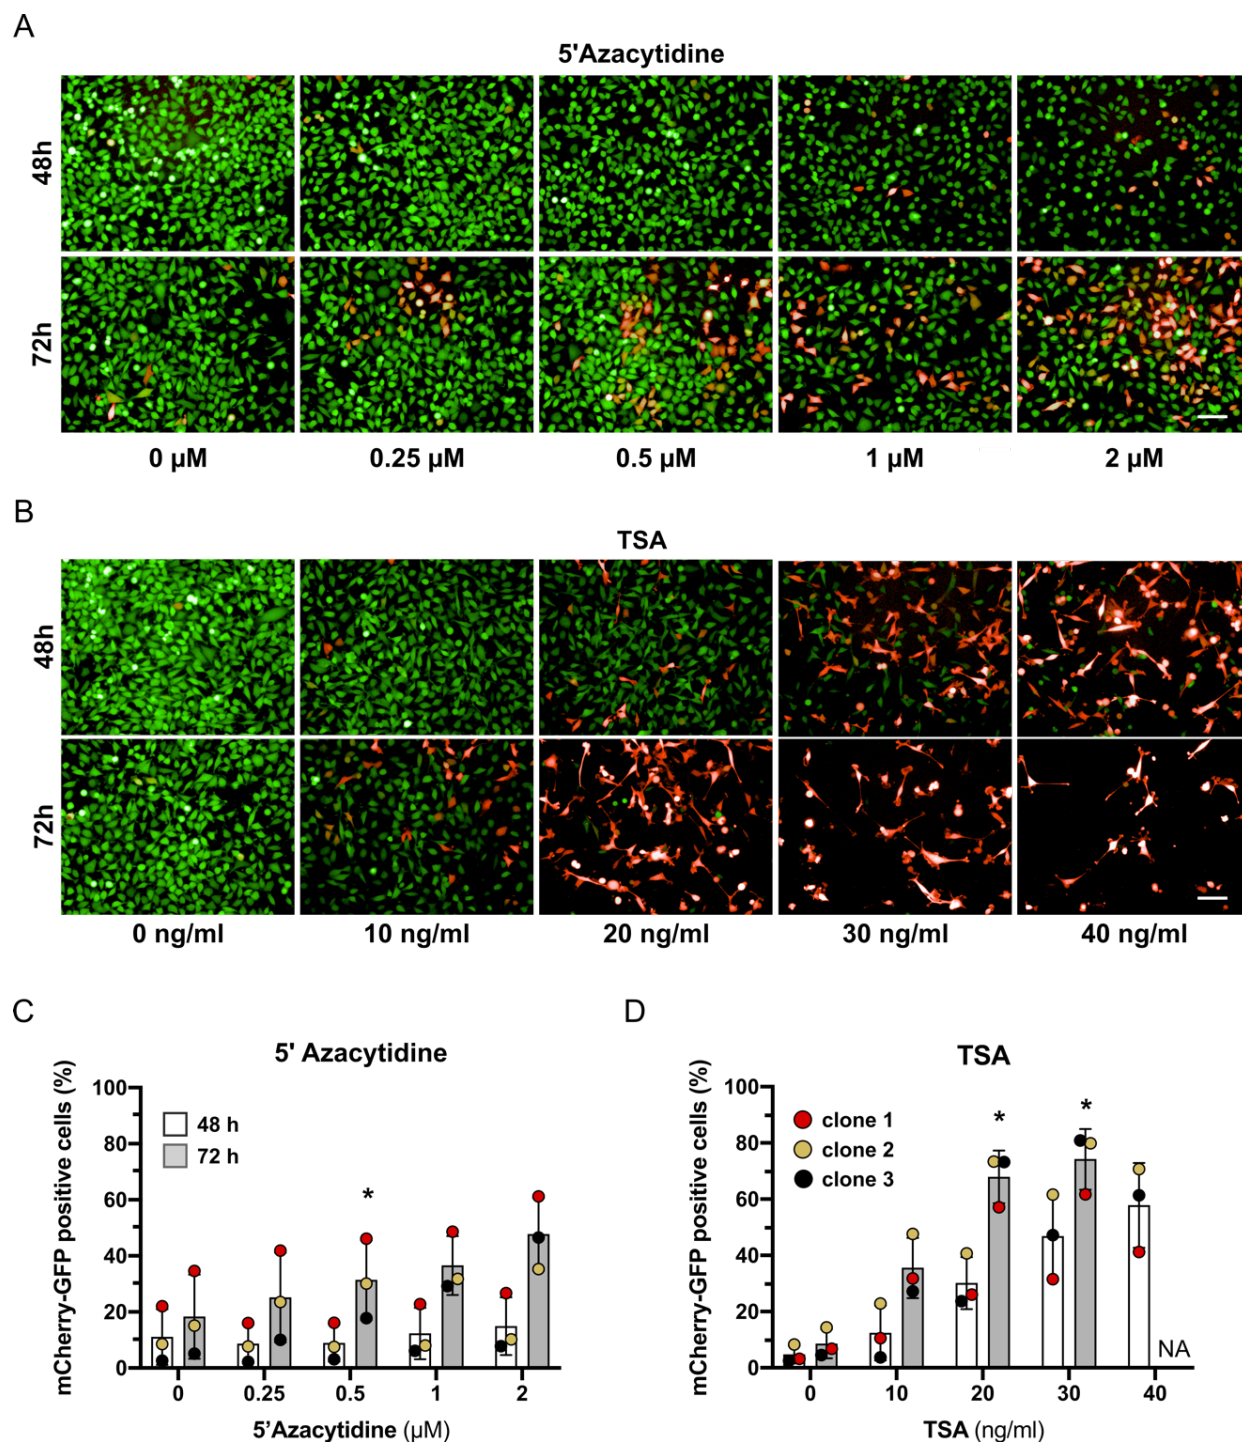 A
5'Azacytidine
48h
72h
0 µM 0.25 µM 0.5 µM 1 µM 2 µM
B
TSA
48h
72h
0 ng/ml 10 ng/ml 20 ng/ml 30 ng/ml 40 ng/ml
C
5' Azacytidine
mCherry-GFP positive cells (%)
100
80
60
40
20
0
48 h
72 h
*
0 0.25 0.5 1 2
5'Azacytidine (µM)
D
TSA
mCherry-GFP positive cells (%)
100
80
60
40
20
0
clone 1
clone 2
clone 3
* *
NA
0 10 20 30 40
TSA (ng/ml)